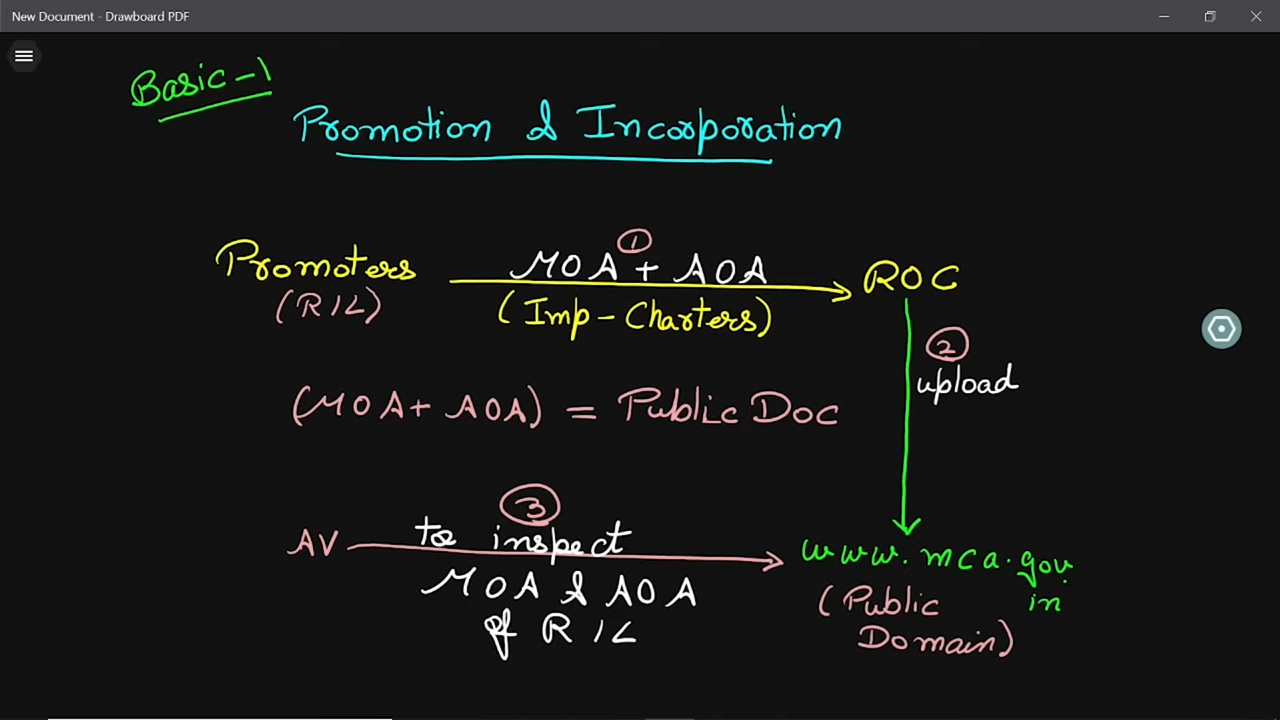 New Document - Drawboard PDF
Basic-1
Promotion & Incorporation
①
Promoters MOA + AOA ROC
(RIL) (Imp-Charters)
②
upload
(MOA + AOA) = Public Doc
③
AV to inspect www.mca.gov.
in
MOA & AOA (Public
of RIL Domain)